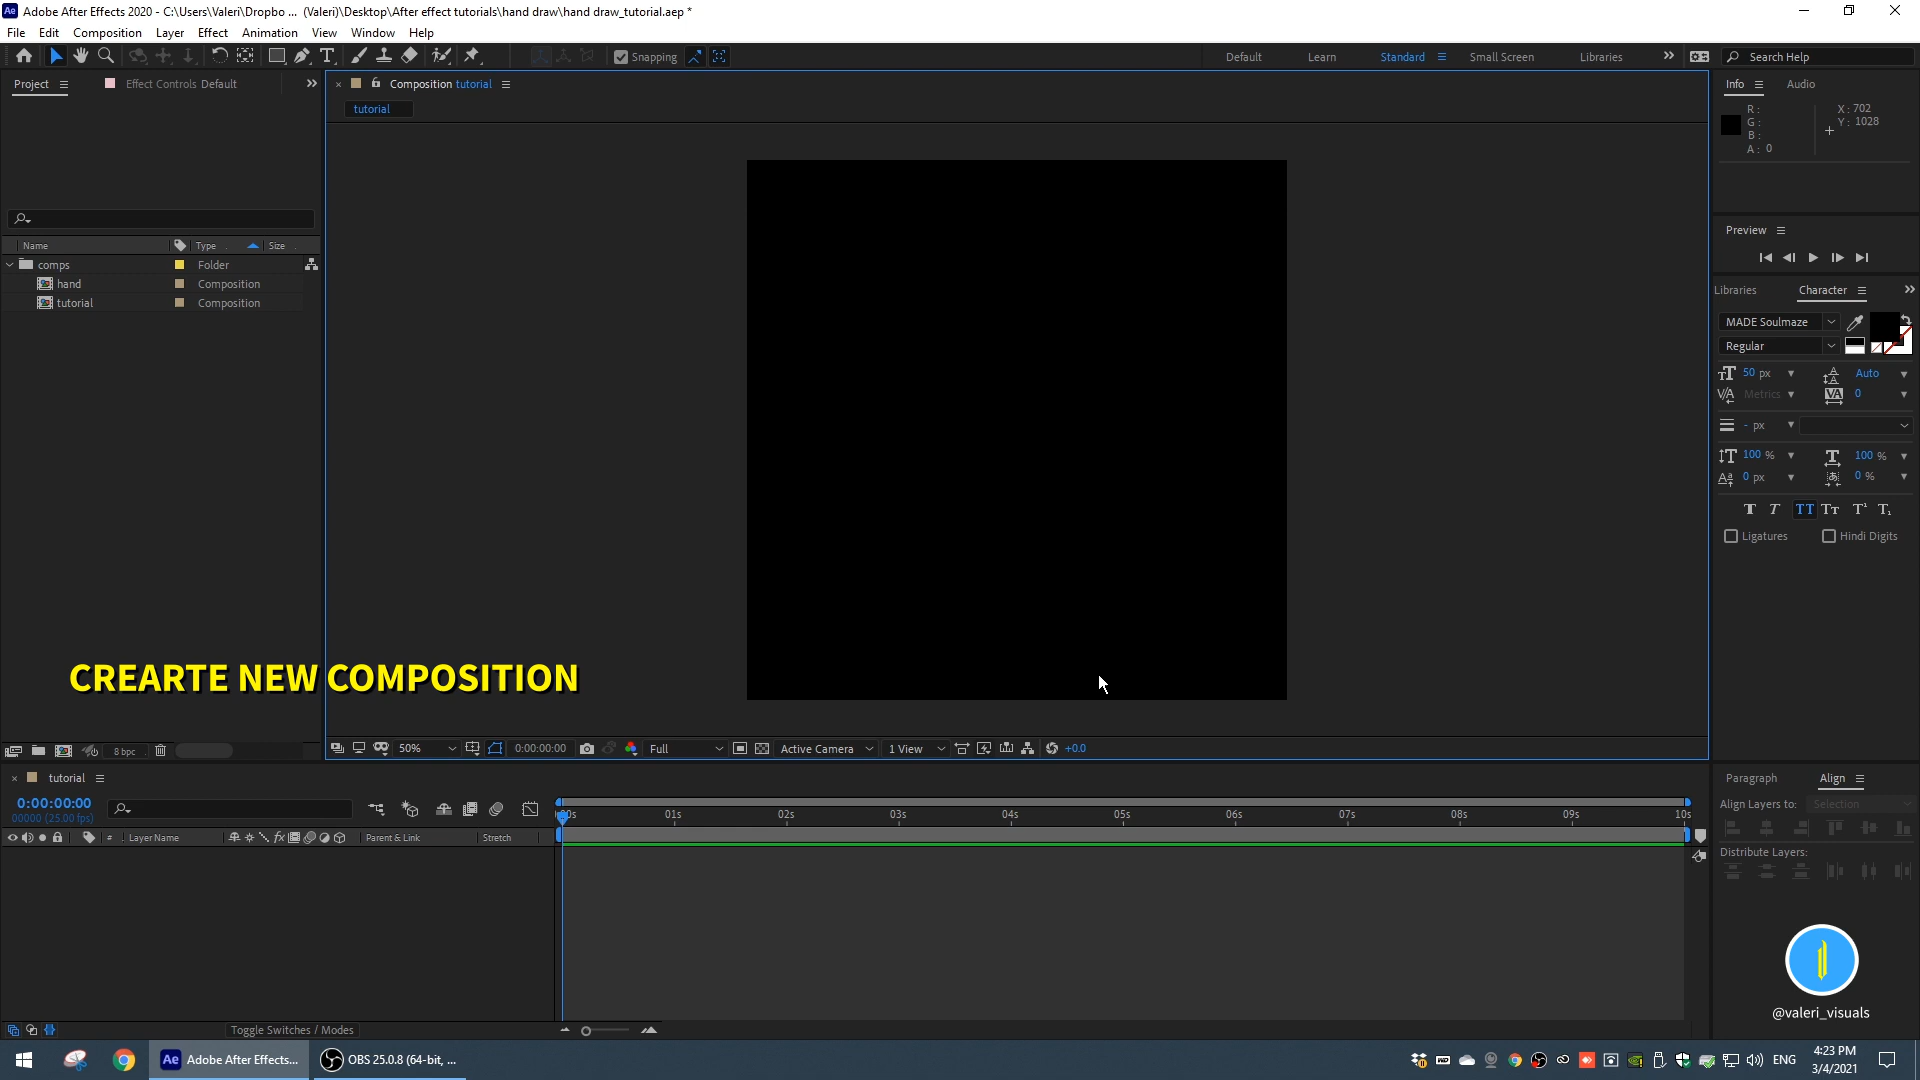 Adobe After Effects 2020 - C:\Users\Valeri\Dropbo ... (Valeri)\Desktop\After effect tutorials\hand draw\hand draw_tutorial.aep *
File Edit Composition Layer Effect Animation View Window Help
Snapping
Default Learn Standard Small Screen Libraries Search Help
Project Effect Controls Default
Composition tutorial
Info Audio
tutorial
R :
G :
B :
A : 0
X : 702
Y : 1028
Name Type Size
comps Folder
hand Composition
tutorial Composition
Preview
Libraries Character
MADE Soulmaze
Regular
50 px Auto
Metrics 0
- px
100 % 100 %
0 px 0 %
Ligatures Hindi Digits
CREARTE NEW COMPOSITION
8 bpc
50% 0:00:00:00 Full Active Camera 1 View +0.0
tutorial
0:00:00:00
00000 (25.00 fps)
# Layer Name Parent & Link Stretch
00s 01s 02s 03s 04s 05s 06s 07s 08s 09s 10s
Paragraph Align
Align Layers to: Selection
Distribute Layers:
@valeri_visuals
Toggle Switches / Modes
Adobe After Effects... OBS 25.0.8 (64-bit, ...
ENG
4:23 PM
3/4/2021